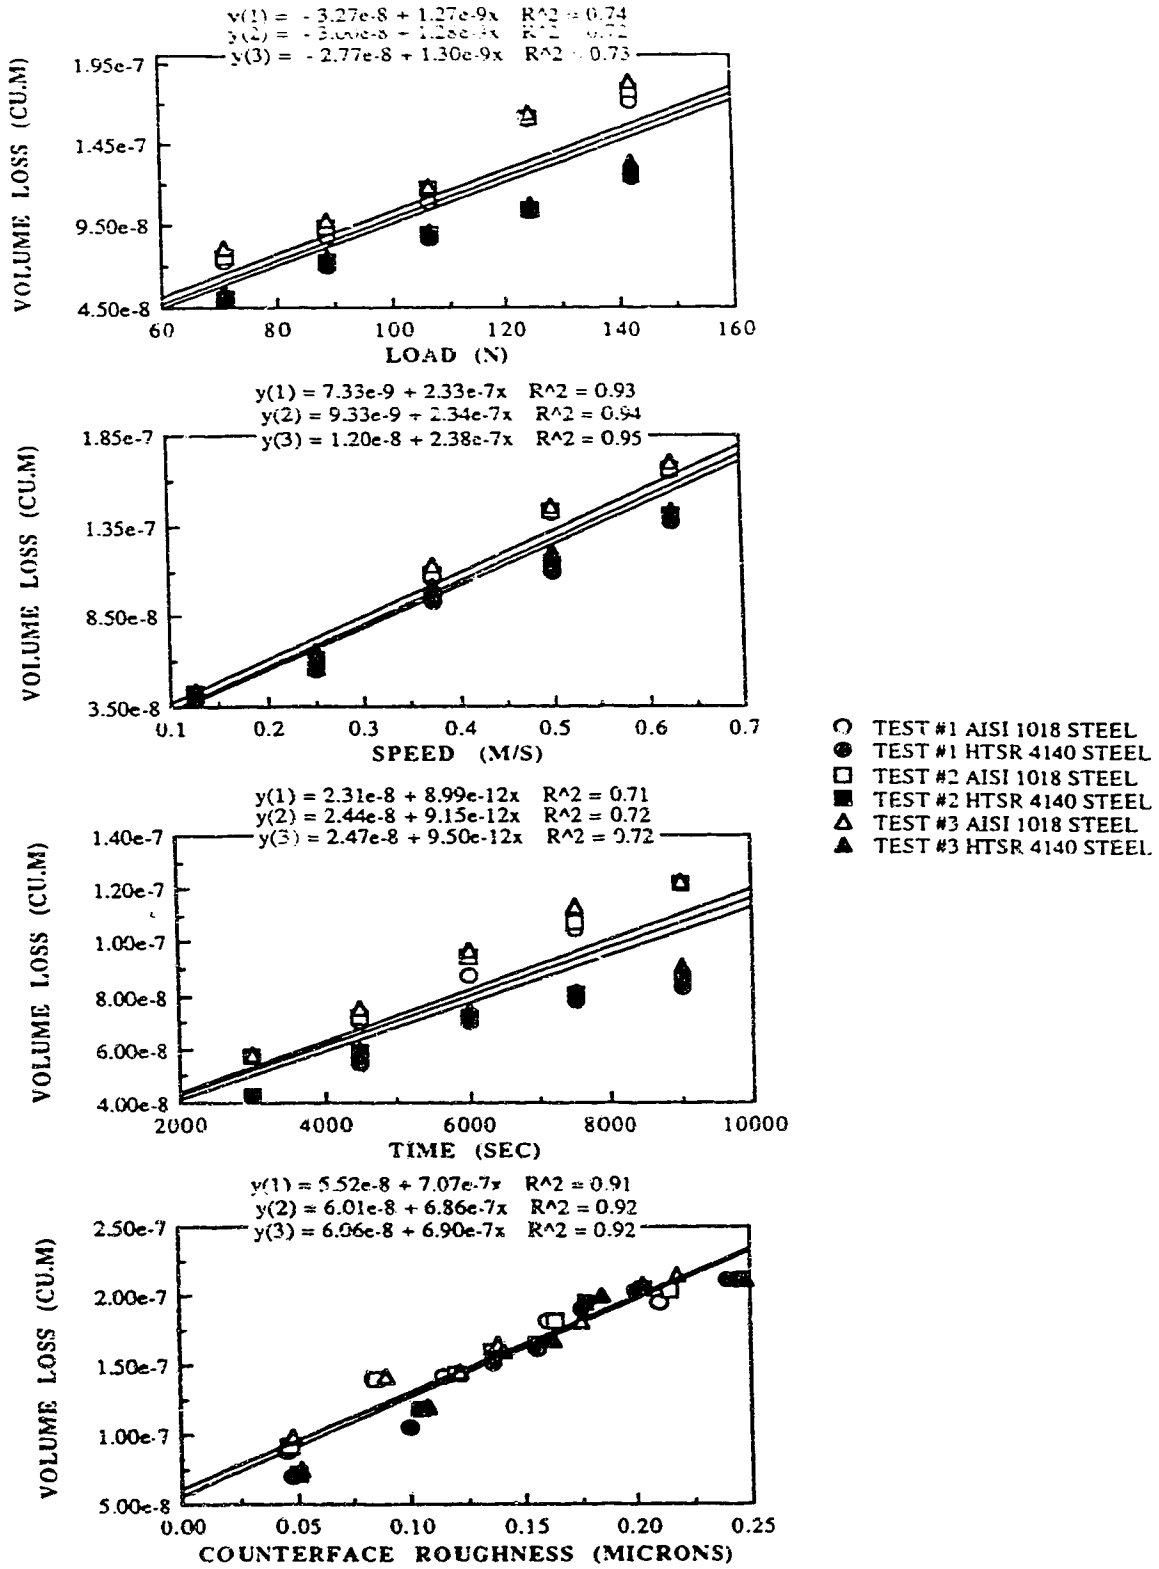 y(1) = - 3.27e-8 + 1.27e-9x R^2 = 0.74
y(2) = - 3.00e-8 + 1.28e-9x R^2 = 0.72
y(3) = - 2.77e-8 + 1.30e-9x R^2 = 0.73
1.95e-7
1.45e-7
9.50e-8
4.50e-8
VOLUME LOSS (CU.M)
60 80 100 120 140 160
LOAD (N)
y(1) = 7.33e-9 + 2.33e-7x R^2 = 0.93
y(2) = 9.33e-9 + 2.34e-7x R^2 = 0.94
y(3) = 1.20e-8 + 2.38e-7x R^2 = 0.95
1.85e-7
1.35e-7
8.50e-8
3.50e-8
VOLUME LOSS (CU.M)
0.1 0.2 0.3 0.4 0.5 0.6 0.7
SPEED (M/S)
TEST #1 AISI 1018 STEEL
TEST #1 HTSR 4140 STEEL
TEST #2 AISI 1018 STEEL
TEST #2 HTSR 4140 STEEL
TEST #3 AISI 1018 STEEL
TEST #3 HTSR 4140 STEEL
y(1) = 2.31e-8 + 8.99e-12x R^2 = 0.71
y(2) = 2.44e-8 + 9.15e-12x R^2 = 0.72
y(3) = 2.47e-8 + 9.50e-12x R^2 = 0.72
1.40e-7
1.20e-7
1.00e-7
8.00e-8
6.00e-8
4.00e-8
VOLUME LOSS (CU.M)
2000 4000 6000 8000 10000
TIME (SEC)
y(1) = 5.52e-8 + 7.07e-7x R^2 = 0.91
y(2) = 6.01e-8 + 6.86e-7x R^2 = 0.92
y(3) = 6.06e-8 + 6.90e-7x R^2 = 0.92
2.50e-7
2.00e-7
1.50e-7
1.00e-7
5.00e-8
VOLUME LOSS (CU.M)
0.00 0.05 0.10 0.15 0.20 0.25
COUNTERFACE ROUGHNESS (MICRONS)